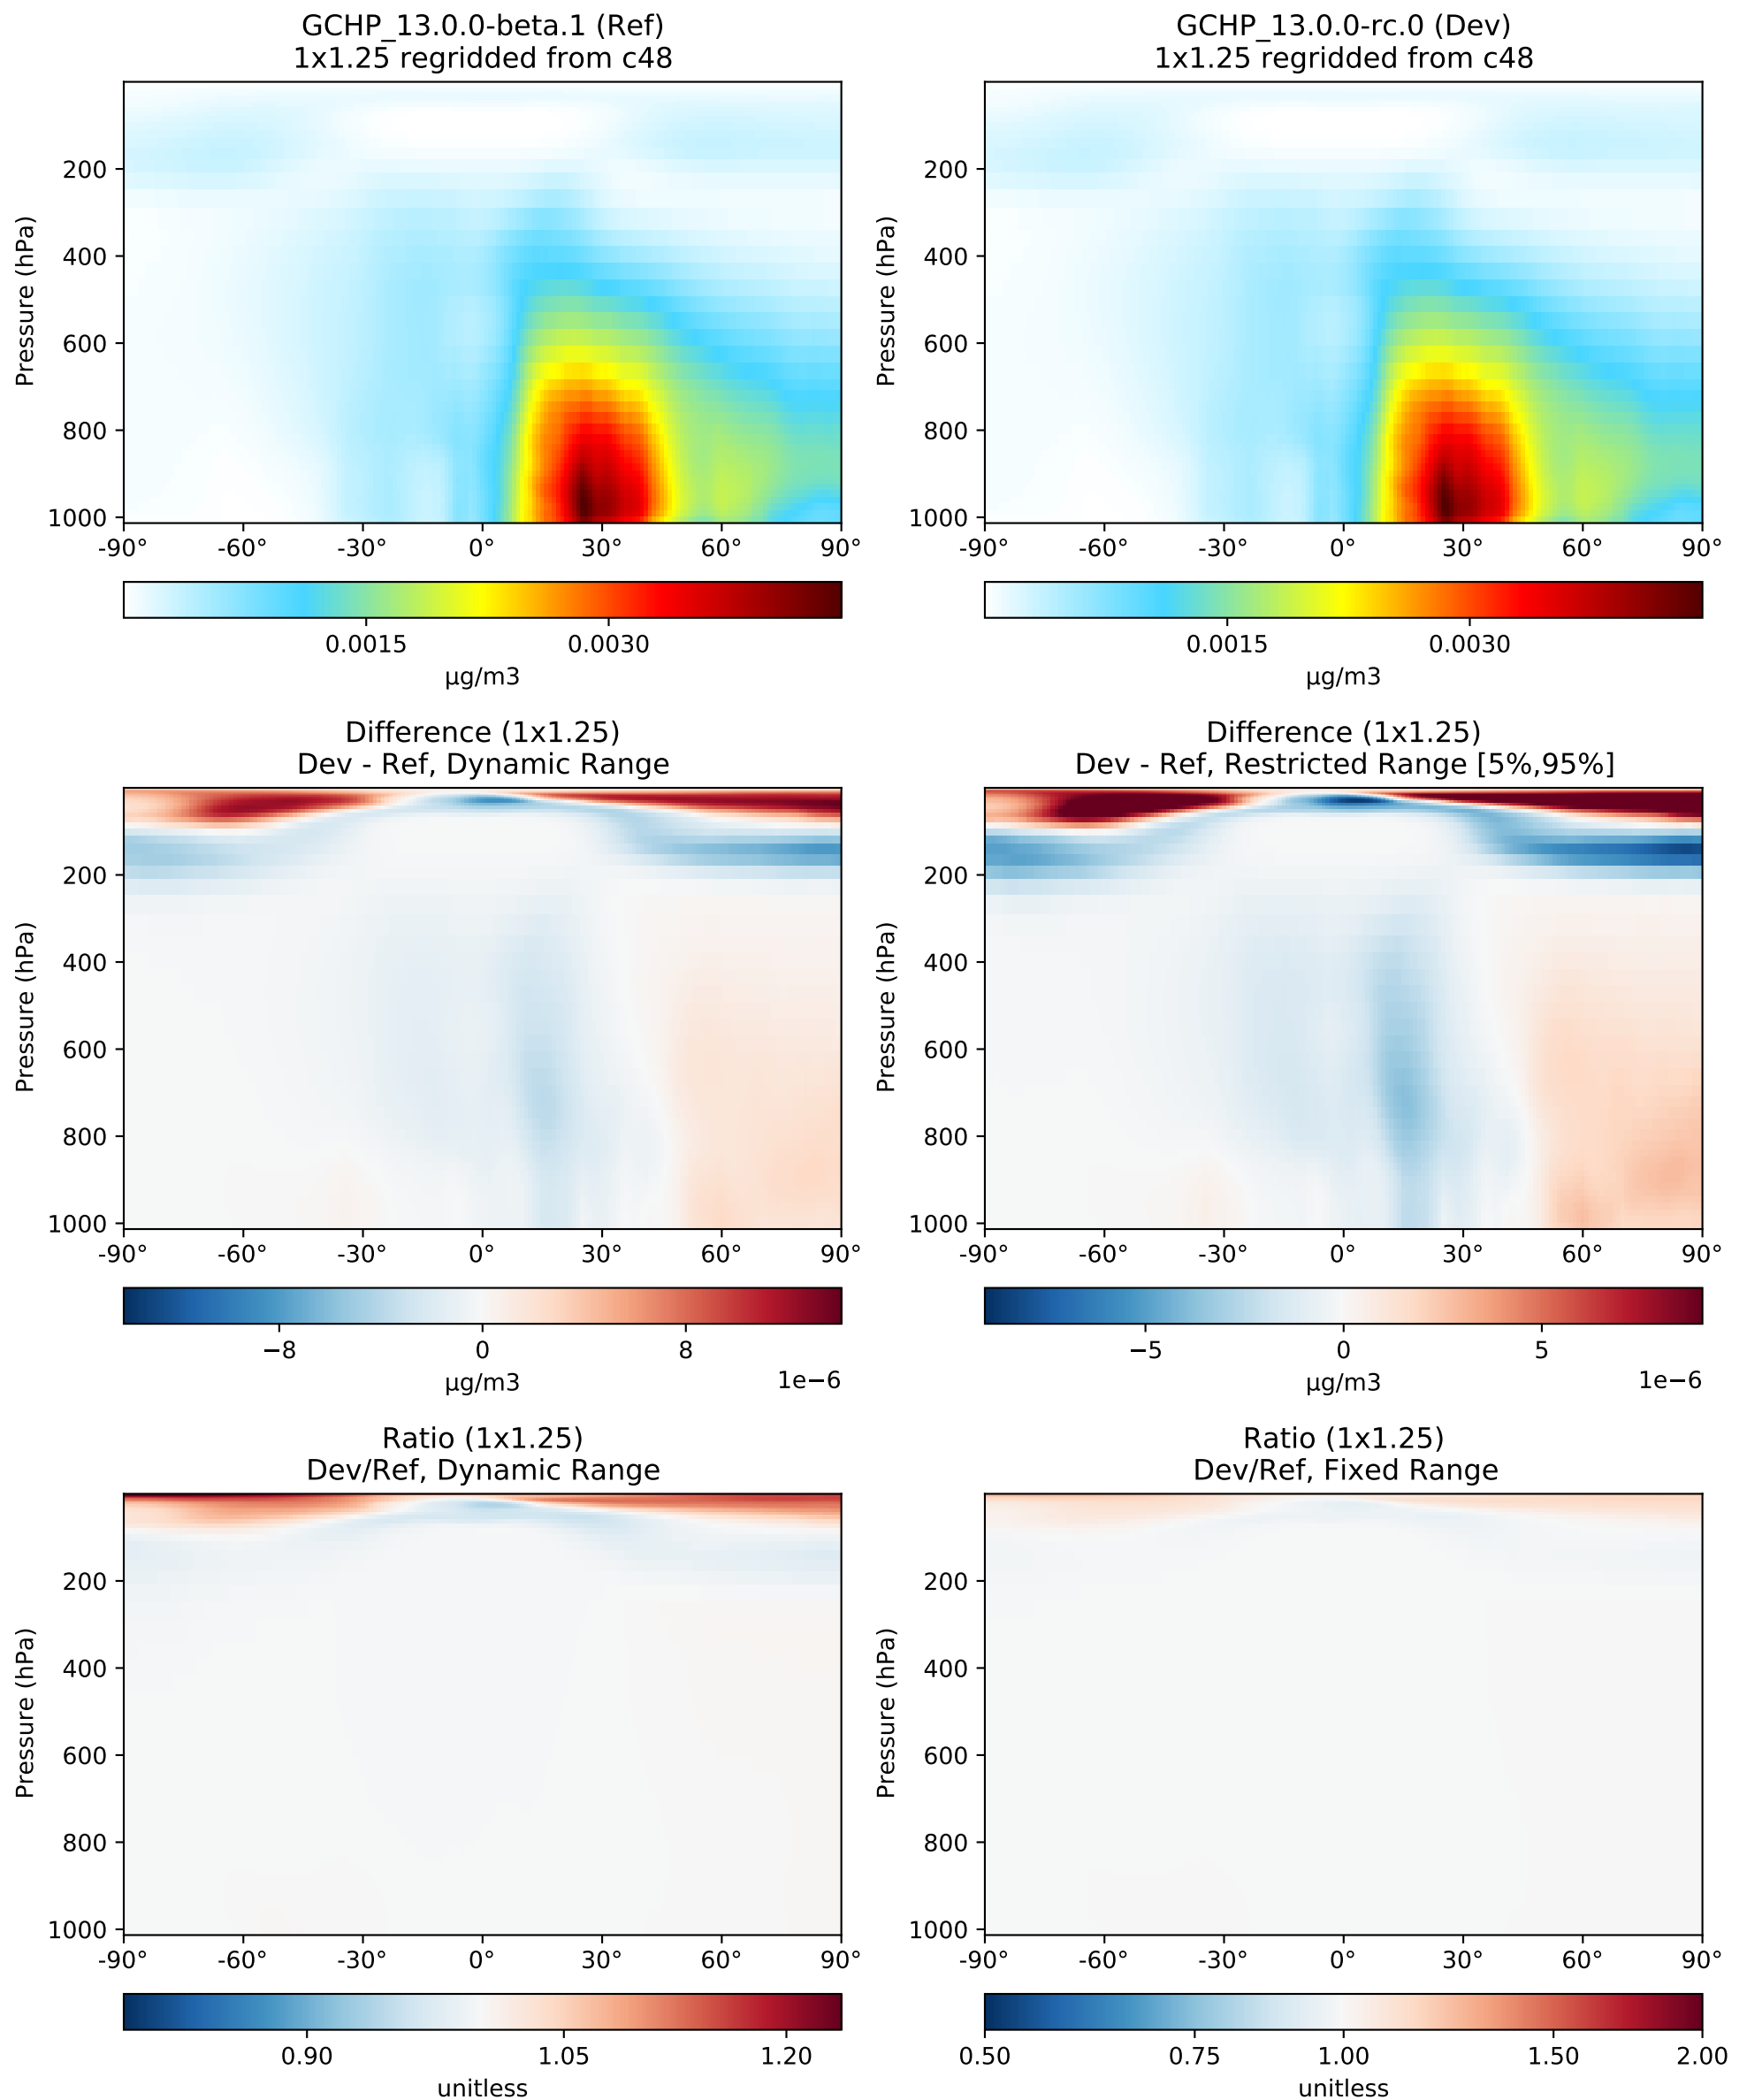 GCHP_13.0.0-beta.1 (Ref)
1x1.25 regridded from c48
Pressure (hPa)
200
400
600
800
1000
-90° -60° -30° 0° 30° 60° 90°
0.0015 0.0030
µg/m3
GCHP_13.0.0-rc.0 (Dev)
1x1.25 regridded from c48
Pressure (hPa)
200
400
600
800
1000
-90° -60° -30° 0° 30° 60° 90°
0.0015 0.0030
µg/m3
Difference (1x1.25)
Dev - Ref, Dynamic Range
Pressure (hPa)
200
400
600
800
1000
-90° -60° -30° 0° 30° 60° 90°
−8 0 8
µg/m3 1e−6
Difference (1x1.25)
Dev - Ref, Restricted Range [5%,95%]
Pressure (hPa)
200
400
600
800
1000
-90° -60° -30° 0° 30° 60° 90°
−5 0 5
µg/m3 1e−6
Ratio (1x1.25)
Dev/Ref, Dynamic Range
Pressure (hPa)
200
400
600
800
1000
-90° -60° -30° 0° 30° 60° 90°
0.90 1.05 1.20
unitless
Ratio (1x1.25)
Dev/Ref, Fixed Range
Pressure (hPa)
200
400
600
800
1000
-90° -60° -30° 0° 30° 60° 90°
0.50 0.75 1.00 1.50 2.00
unitless